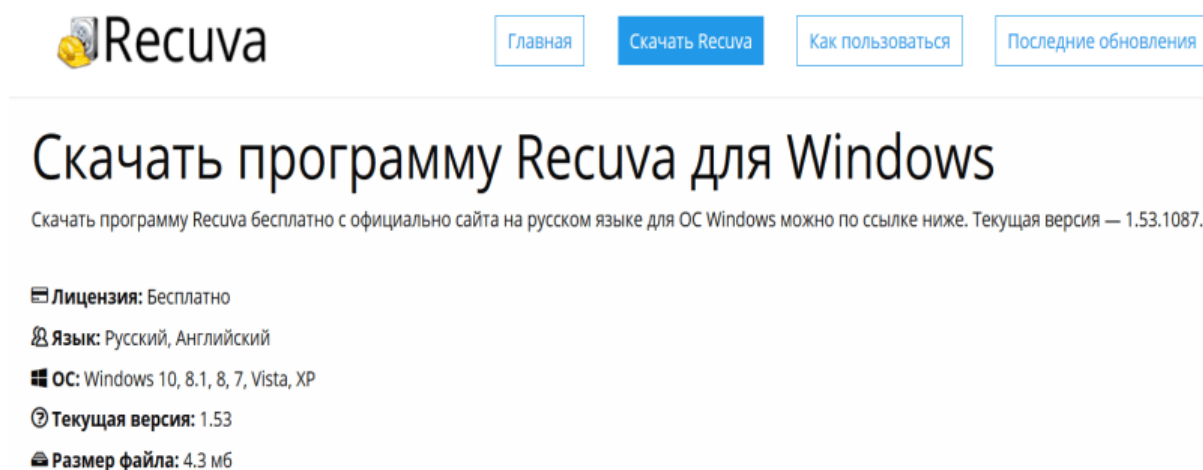 Recuva
Главная
Скачать Recuva
Как пользоваться
Последние обновления
Скачать программу Recuva для Windows
Скачать программу Recuva бесплатно с официально сайта на русском языке для ОС Windows можно по ссылке ниже. Текущая версия — 1.53.1087.
Лицензия: Бесплатно
Язык: Русский, Английский
ОС: Windows 10, 8.1, 8, 7, Vista, XP
Текущая версия: 1.53
Размер файла: 4.3 мб